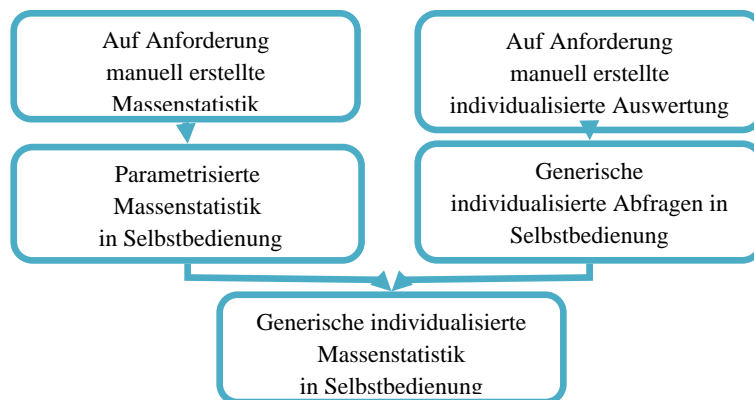 Auf Anforderung
manuell erstellte
Massenstatistik
Auf Anforderung
manuell erstellte
individualisierte Auswertung
Parametrisierte
Massenstatistik
in Selbstbedienung
Generische
individualisierte Abfragen in
Selbstbedienung
Generische individualisierte
Massenstatistik
in Selbstbedienung